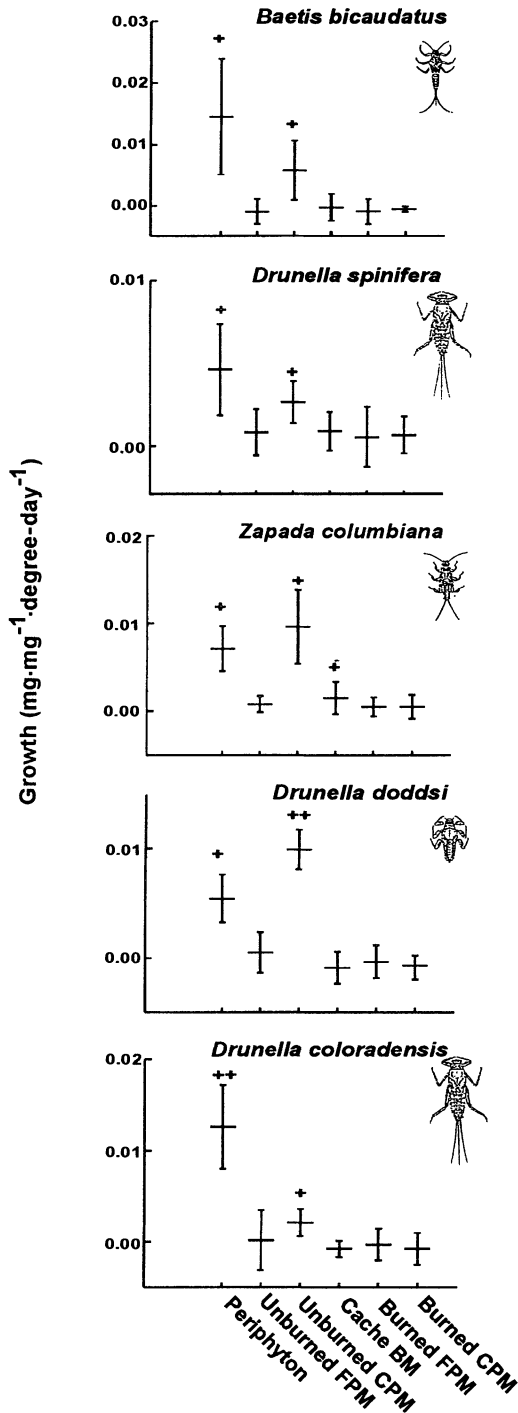 Baetis bicaudatus
0.03
+
0.02
+
0.01
0.00
Drunella spinifera
0.01
+
+
0.00
Growth (mg·mg⁻¹·degree-day⁻¹)
Zapada columbiana
0.02
+
+
0.01
+
0.00
Drunella doddsi
++
0.01
+
0.00
Drunella coloradensis
0.02
++
0.01
+
0.00
Periphyton
Unburned FPM
Unburned CPM
Cache BM
Burned FPM
Burned CPM